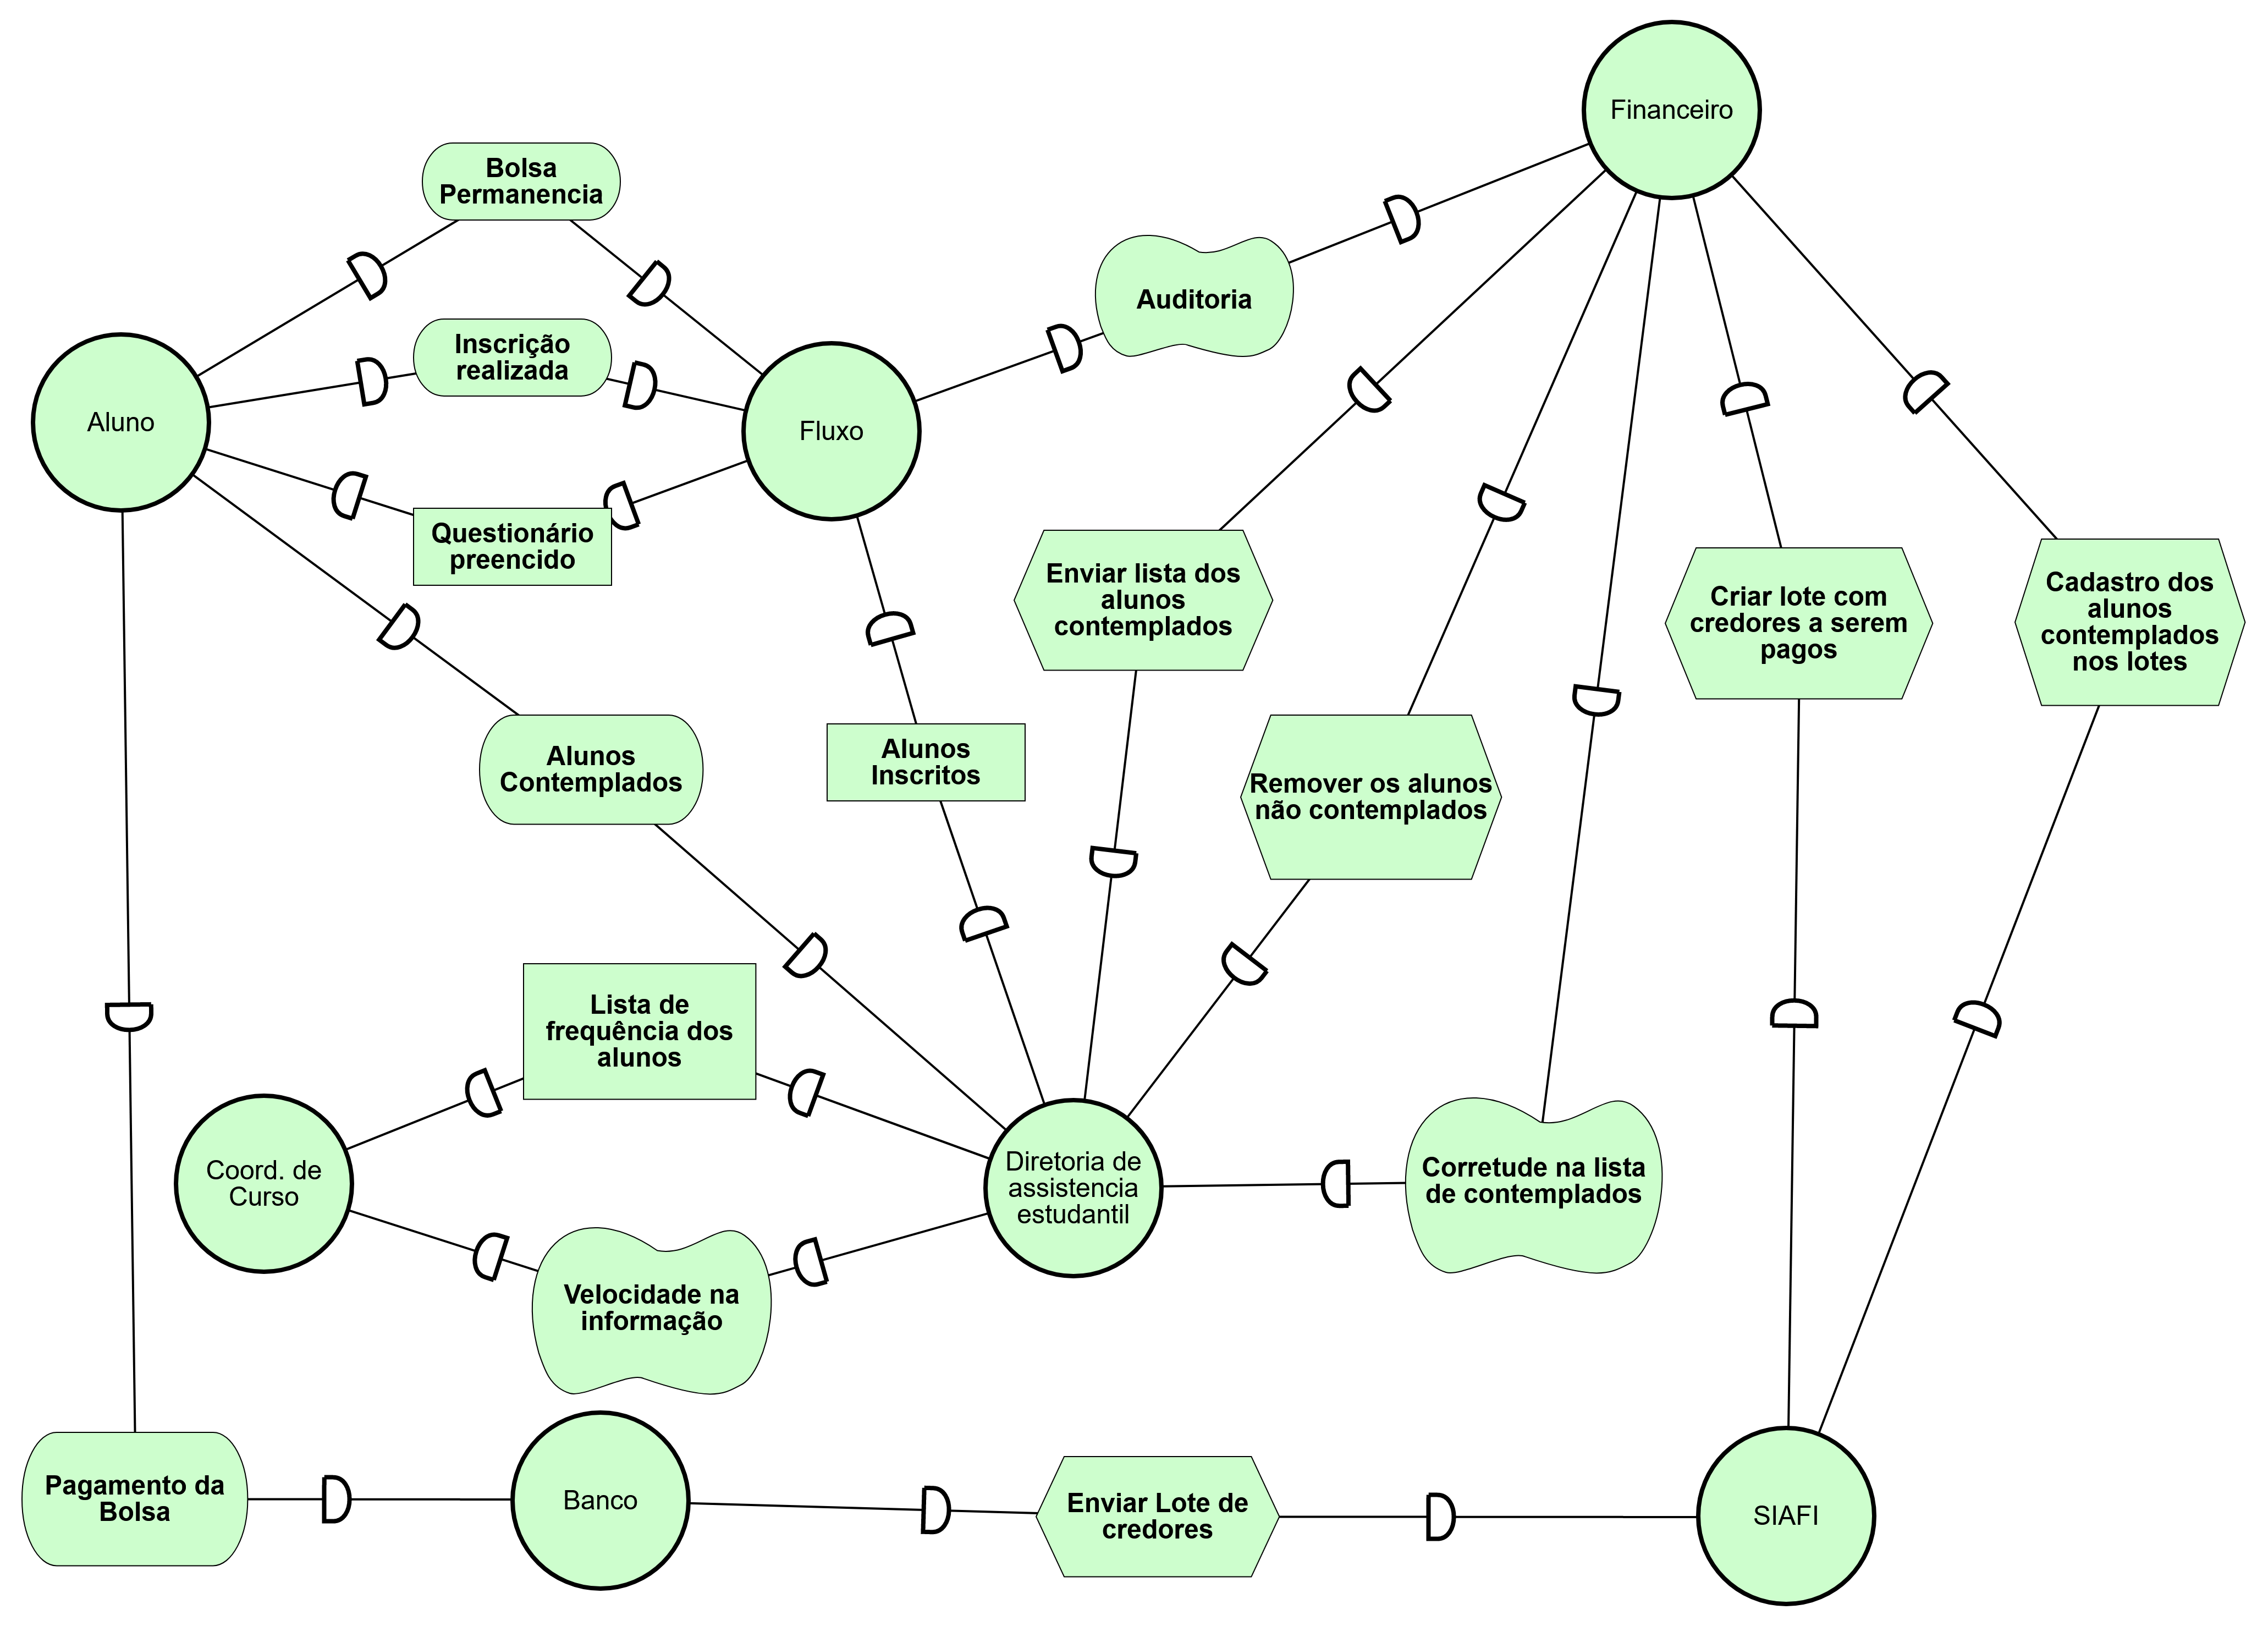 Financeiro
Bolsa
Permanencia
Auditoria
Inscrição
realizada
Aluno
Fluxo
Questionário
preencido
Enviar lista dos
alunos
contemplados
Criar lote com
credores a serem
pagos
Cadastro dos
alunos
contemplados
nos lotes
Alunos
Contemplados
Alunos
Inscritos
Remover os alunos
não contemplados
Lista de
frequência dos
alunos
Coord. de
Curso
Diretoria de
assistencia
estudantil
Corretude na lista
de contemplados
Velocidade na
informação
Pagamento da
Bolsa
Banco
Enviar Lote de
credores
SIAFI